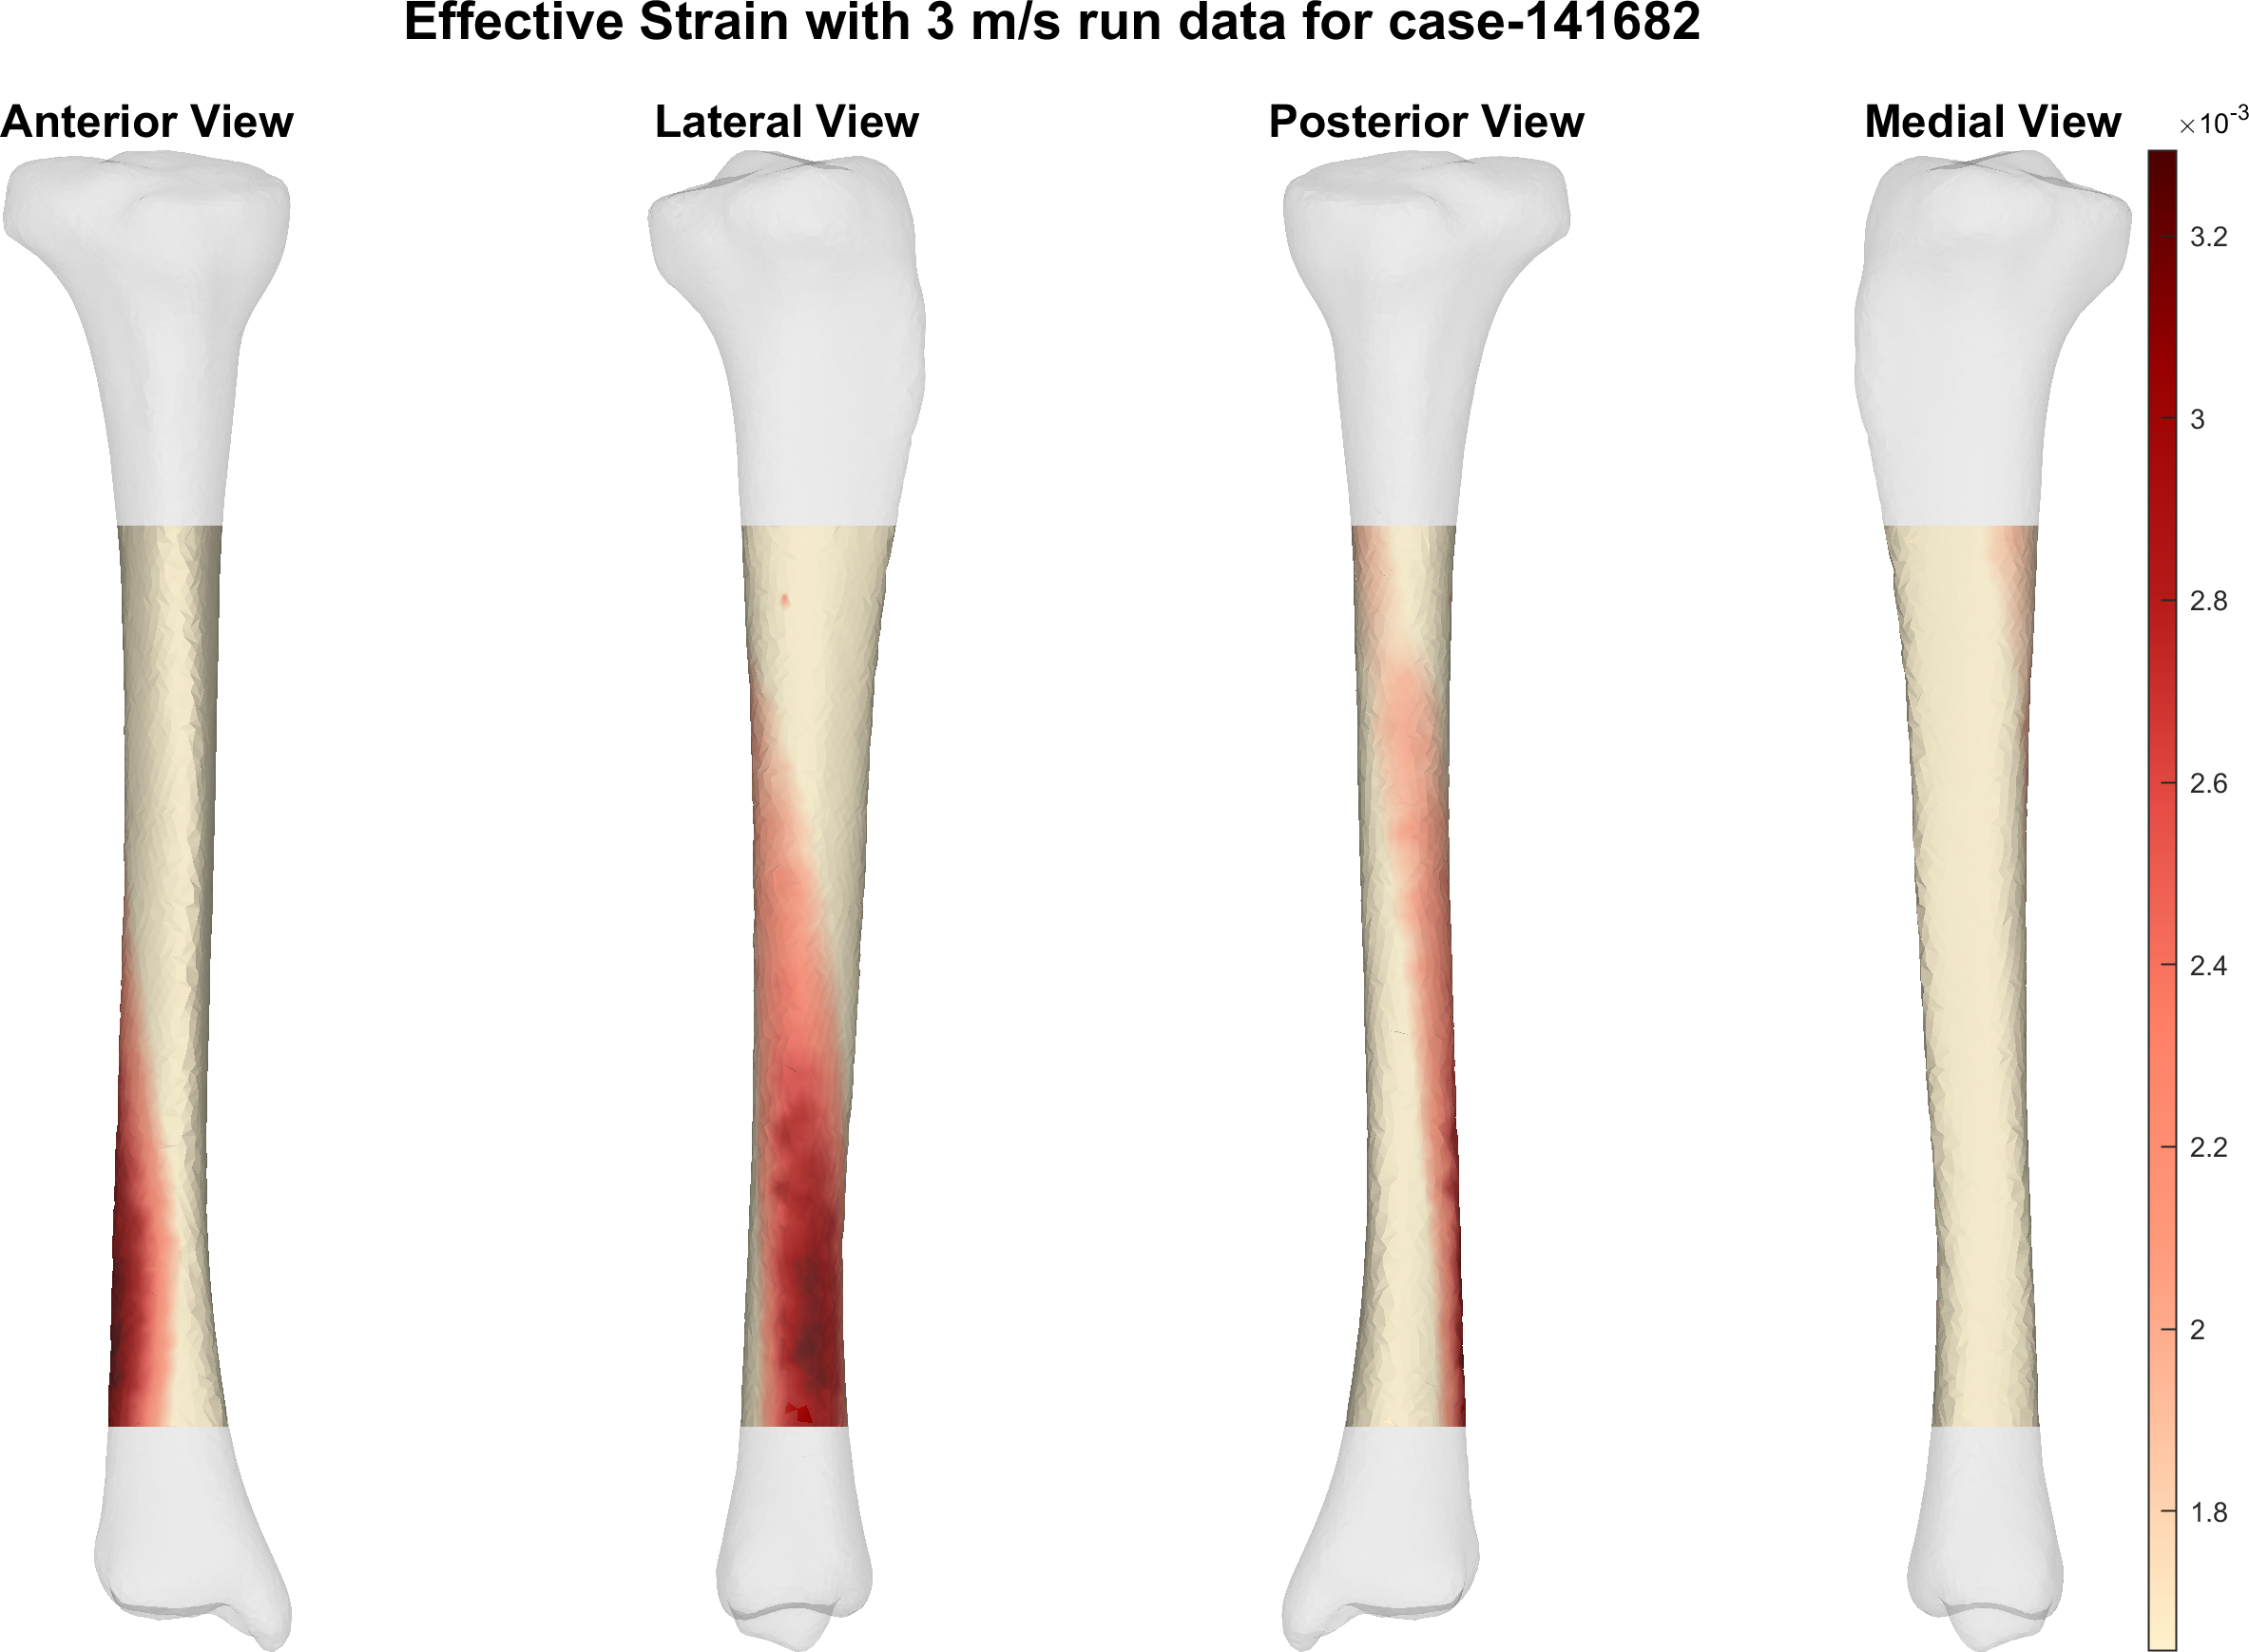 Effective Strain with 3 m/s run data for case-141682
Anterior View
Lateral View
Posterior View
Medial View
×10-3
3.2
3
2.8
2.6
2.4
2.2
2
1.8